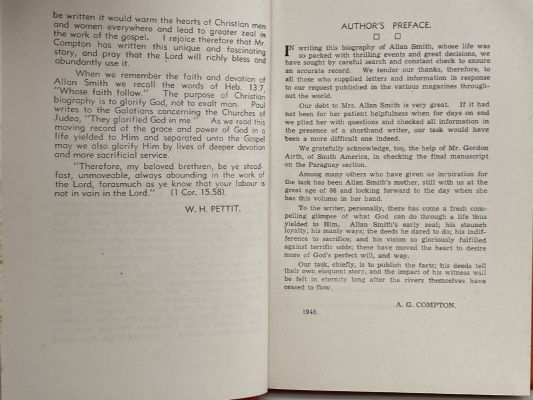 be written it would warm the hearts of Christian men
and women everywhere and lead to greater zeal in
the work of the gospel. I rejoice therefore that Mr.
Compton has written this unique and fascinating
story, and pray that the Lord will richly bless and
abundantly use it.
When we remember the faith and devotion of
Allan Smith we recall the words of Heb. 13:7,
"Whose faith follow." The purpose of Christian
biography is to glorify God, not to exalt man. Paul
writes to the Galatians concerning the Churches of
Judea, "They glorified God in me." As we read this
moving record of the grace and power of God in a
life yielded to Him and separated unto the Gospel
may we also glorify Him by lives of deeper devotion
and more sacrificial service.
"Therefore, my beloved brethren, be ye stead-
fast, unmoveable, always abounding in the work of
the Lord, forasmuch as ye know that your labour is
not in vain in the Lord." (1 Cor. 15.58).
W. H. PETTIT.
AUTHOR'S PREFACE.
IN writing this biography of Allan Smith, whose life was
so packed with thrilling events and great decisions, we
have sought by careful search and constant check to ensure
an accurate record. We tender our thanks, therefore, to
all those who supplied letters and information in response
to our request published in the various magazines through-
out the world.
Our debt to Mrs. Allan Smith is very great. If it had
not been for her patient helpfulness when for days on end
we plied her with questions and checked all information in
the presence of a shorthand writer, our task would have
been a more difficult one indeed.
We gratefully acknowledge, too, the help of Mr. Gordon
Airth, of South America, in checking the final manuscript
on the Paraguay section.
Among many others who have given us inspiration for
the task has been Allan Smith's mother, still with us at the
great age of 86 and looking forward to the day when she
has this volume in her hand.
To the writer, personally, there has come a fresh com-
pelling glimpse of what God can do through a life thus
yielded to Him. Allan Smith's early zeal; his staunch
loyalty; his manly ways; the deeds he dared to do; his indif-
ference to sacrifice; and his vision so gloriously fulfilled
against terrific odds; these have moved the heart to desire
more of God's perfect will, and way.
Our task, chiefly, is to publish the facts; his deeds tell
their own eloquent story, and the impact of his witness will
be felt in eternity long after the rivers themselves have
ceased to flow.
A. G. COMPTON.
1948.